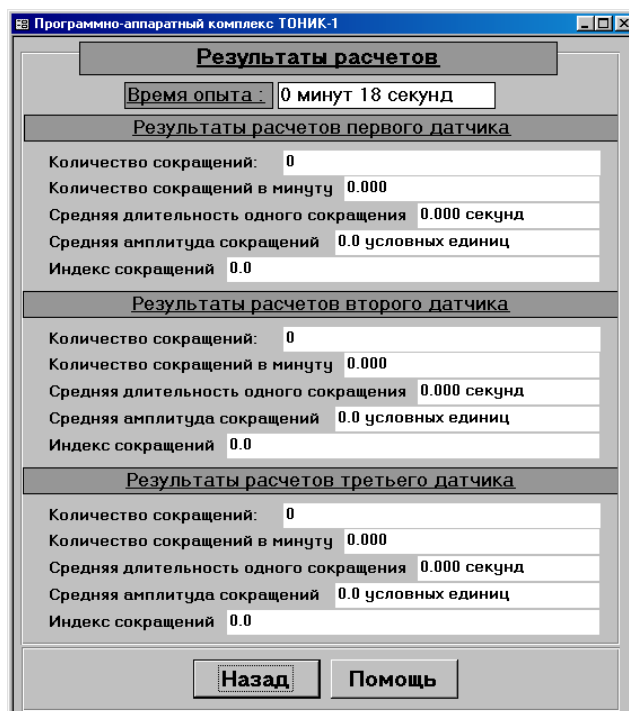 Программно-аппаратный комплекс ТОНИК-1
Результаты расчетов
Время опыта : 0 минут 18 секунд
Результаты расчетов первого датчика
Количество сокращений: 0
Количество сокращений в минуту 0.000
Средняя длительность одного сокращения 0.000 секунд
Средняя амплитуда сокращений 0.0 условных единиц
Индекс сокращений 0.0
Результаты расчетов второго датчика
Количество сокращений: 0
Количество сокращений в минуту 0.000
Средняя длительность одного сокращения 0.000 секунд
Средняя амплитуда сокращений 0.0 условных единиц
Индекс сокращений 0.0
Результаты расчетов третьего датчика
Количество сокращений: 0
Количество сокращений в минуту 0.000
Средняя длительность одного сокращения 0.000 секунд
Средняя амплитуда сокращений 0.0 условных единиц
Индекс сокращений 0.0
Назад Помощь